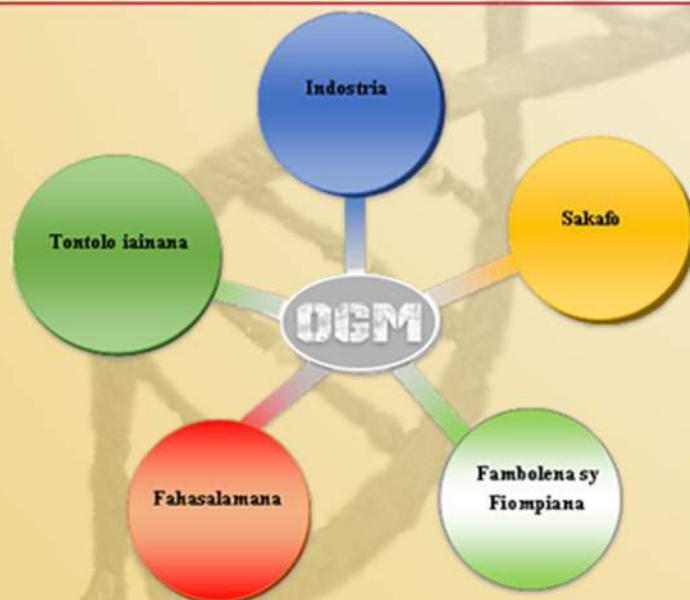 Indostria
Sakafo
Tontolo iainana
OGM
Fahasalamana
Fambolena sy
Fiompiana